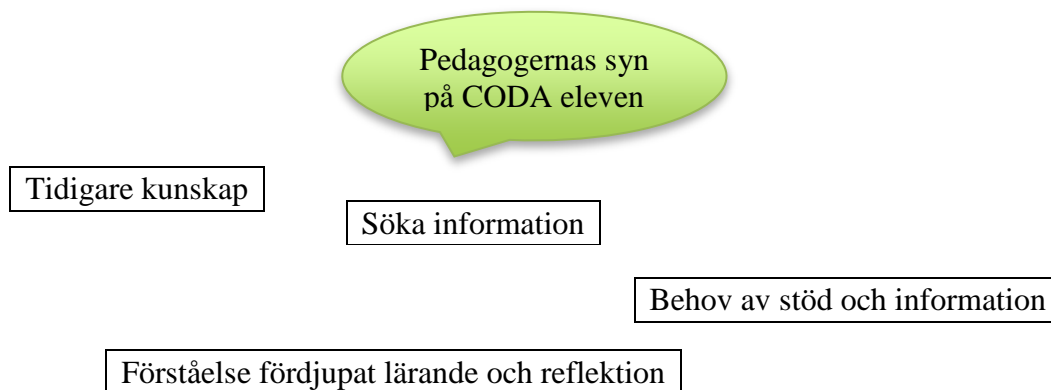 Pedagogernas syn
på CODA eleven
Tidigare kunskap
Söka information
Behov av stöd och information
Förståelse fördjupat lärande och reflektion